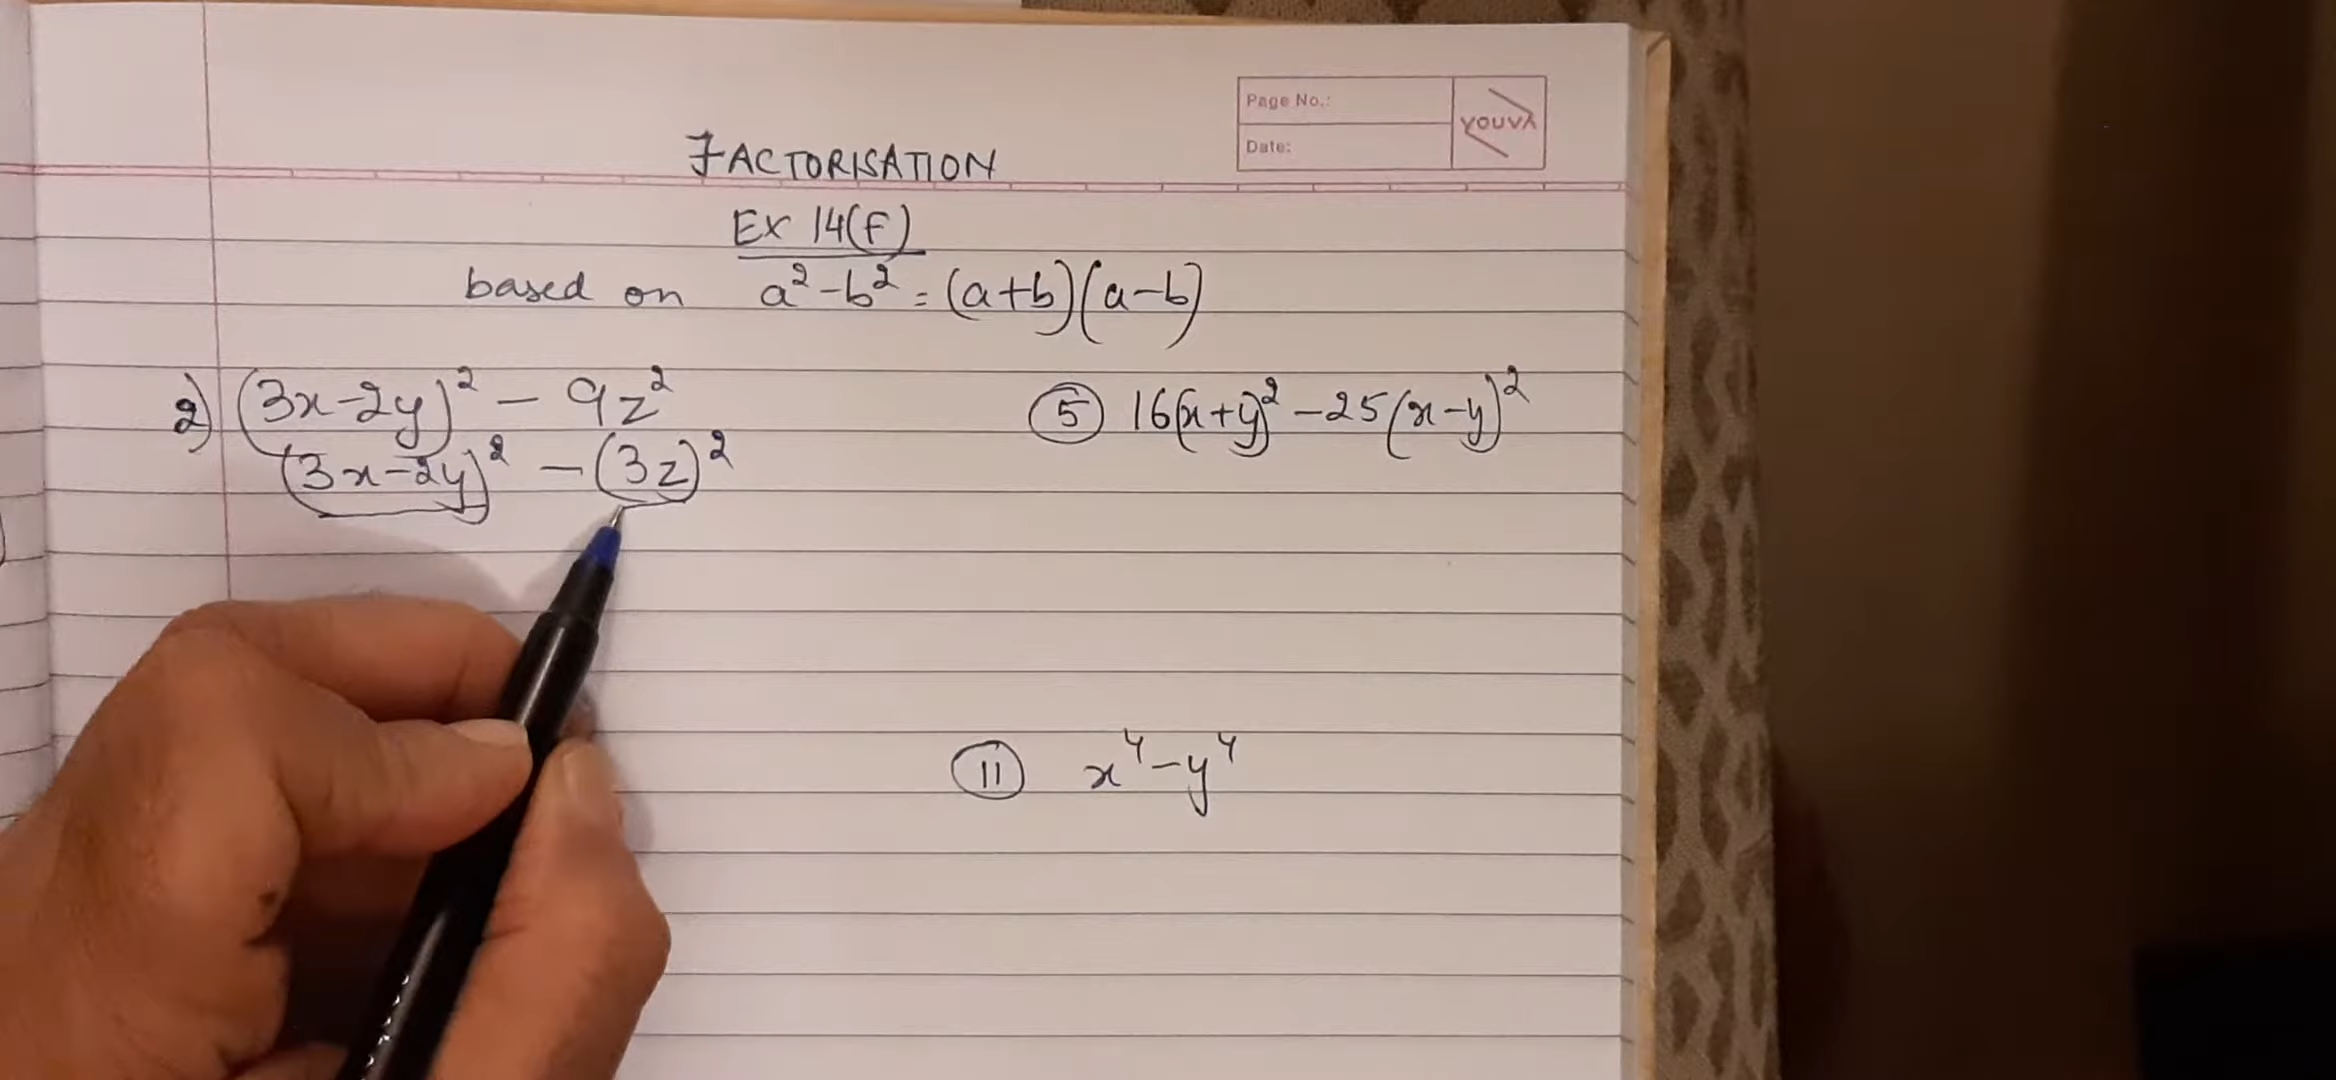 Page No.:
Date:
YOUVA
FACTORISATION
Ex 14(F)
based on a²-b² = (a+b)(a-b)
2) (3x-2y)² - 9z²
(3x-2y)² - (3z)²
5 16(x+y)² - 25(x-y)²
11 x⁴-y⁴